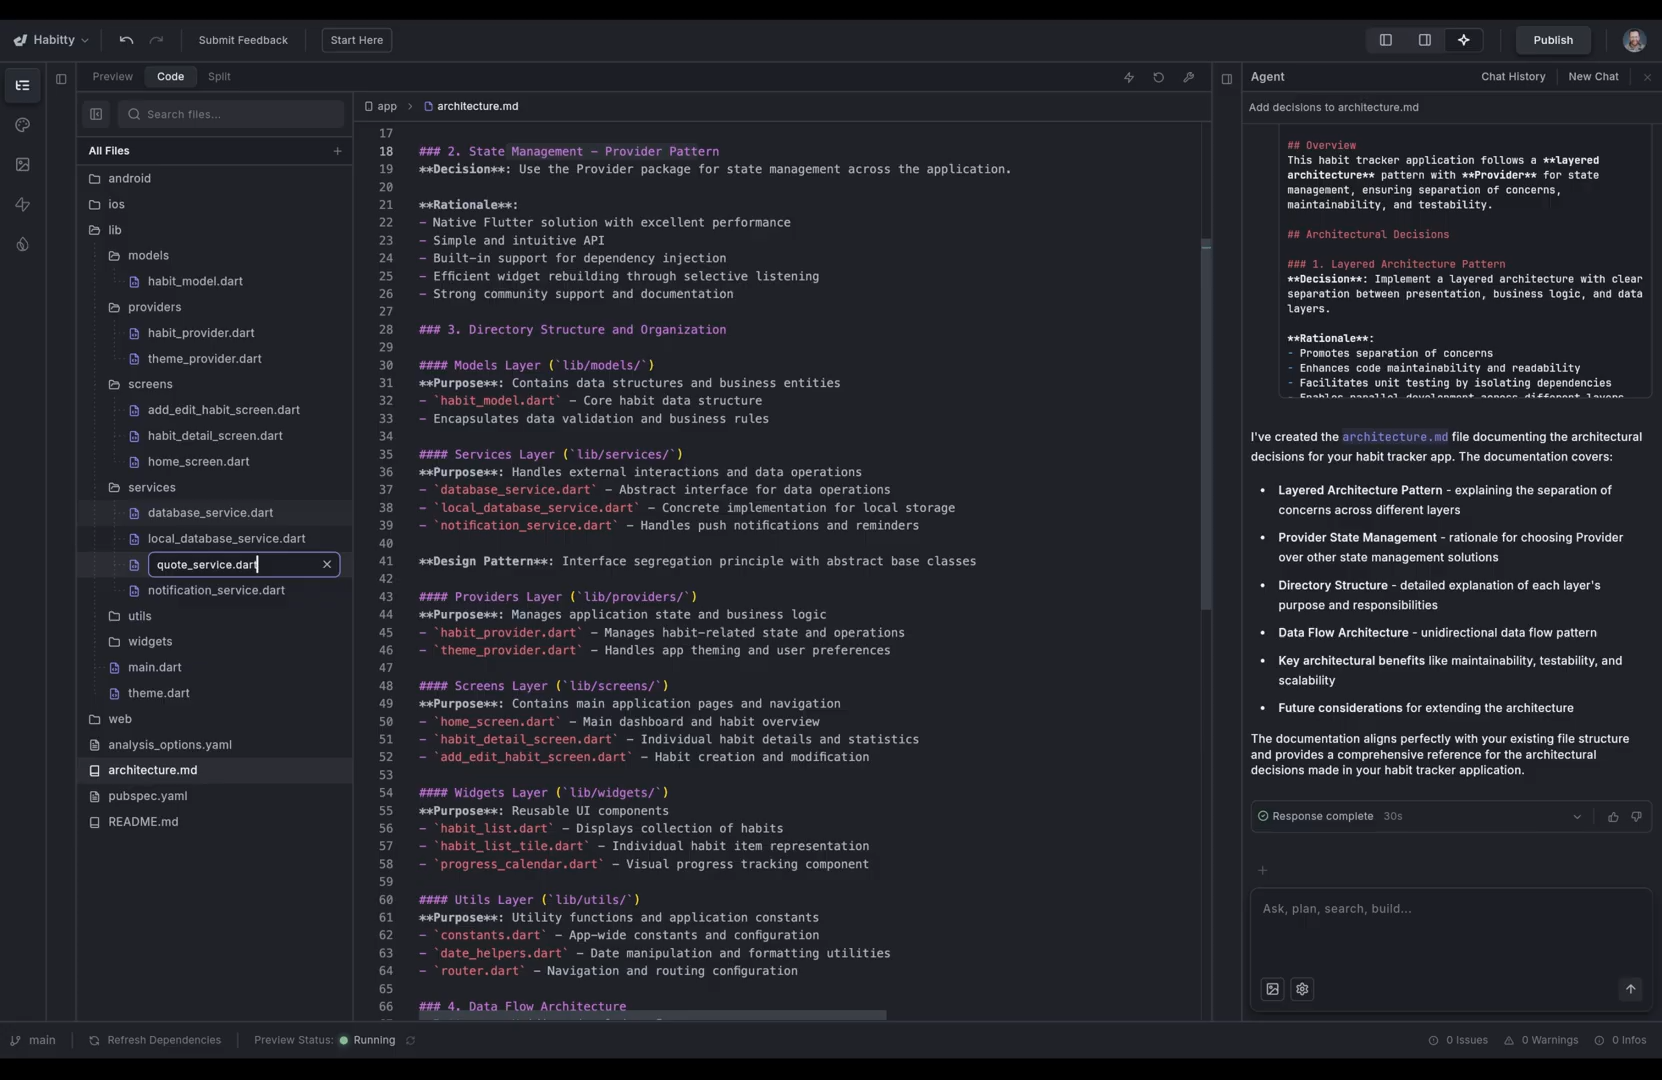 Habitty
Submit Feedback
Start Here
Publish
Preview
Code
Split
Agent
Chat History
New Chat
Search files...
app
architecture.md
Add decisions to architecture.md
All Files
android
ios
lib
models
habit_model.dart
providers
habit_provider.dart
theme_provider.dart
screens
add_edit_habit_screen.dart
habit_detail_screen.dart
home_screen.dart
services
database_service.dart
local_database_service.dart
quote_service.dart
notification_service.dart
utils
widgets
main.dart
theme.dart
web
analysis_options.yaml
architecture.md
pubspec.yaml
README.md
17
18 ### 2. State Management - Provider Pattern
19 **Decision**: Use the Provider package for state management across the application.
20
21 **Rationale**:
22 - Native Flutter solution with excellent performance
23 - Simple and intuitive API
24 - Built-in support for dependency injection
25 - Efficient widget rebuilding through selective listening
26 - Strong community support and documentation
27
28 ### 3. Directory Structure and Organization
29
30 #### Models Layer (`lib/models/`)
31 **Purpose**: Contains data structures and business entities
32 - `habit_model.dart` - Core habit data structure
33 - Encapsulates data validation and business rules
34
35 #### Services Layer (`lib/services/`)
36 **Purpose**: Handles external interactions and data operations
37 - `database_service.dart` - Abstract interface for data operations
38 - `local_database_service.dart` - Concrete implementation for local storage
39 - `notification_service.dart` - Handles push notifications and reminders
40
41 **Design Pattern**: Interface segregation principle with abstract base classes
42
43 #### Providers Layer (`lib/providers/`)
44 **Purpose**: Manages application state and business logic
45 - `habit_provider.dart` - Manages habit-related state and operations
46 - `theme_provider.dart` - Handles app theming and user preferences
47
48 #### Screens Layer (`lib/screens/`)
49 **Purpose**: Contains main application pages and navigation
50 - `home_screen.dart` - Main dashboard and habit overview
51 - `habit_detail_screen.dart` - Individual habit details and statistics
52 - `add_edit_habit_screen.dart` - Habit creation and modification
53
54 #### Widgets Layer (`lib/widgets/`)
55 **Purpose**: Reusable UI components
56 - `habit_list.dart` - Displays collection of habits
57 - `habit_list_tile.dart` - Individual habit item representation
58 - `progress_calendar.dart` - Visual progress tracking component
59
60 #### Utils Layer (`lib/utils/`)
61 **Purpose**: Utility functions and application constants
62 - `constants.dart` - App-wide constants and configuration
63 - `date_helpers.dart` - Date manipulation and formatting utilities
64 - `router.dart` - Navigation and routing configuration
65
66 ### 4. Data Flow Architecture
## Overview
This habit tracker application follows a **layered
architecture** pattern with **Provider** for state
management, ensuring separation of concerns,
maintainability, and testability.
## Architectural Decisions
### 1. Layered Architecture Pattern
**Decision**: Implement a layered architecture with clear
separation between presentation, business logic, and data
layers.
**Rationale**:
- Promotes separation of concerns
- Enhances code maintainability and readability
- Facilitates unit testing by isolating dependencies
- Enables parallel development across different layers
I've created the architecture.md file documenting the architectural
decisions for your habit tracker app. The documentation covers:
• Layered Architecture Pattern - explaining the separation of
concerns across different layers
• Provider State Management - rationale for choosing Provider
over other state management solutions
• Directory Structure - detailed explanation of each layer's
purpose and responsibilities
• Data Flow Architecture - unidirectional data flow pattern
• Key architectural benefits like maintainability, testability, and
scalability
• Future considerations for extending the architecture
The documentation aligns perfectly with your existing file structure
and provides a comprehensive reference for the architectural
decisions made in your habit tracker application.
Response complete 30s
Ask, plan, search, build...
main
Refresh Dependencies
Preview Status: Running
0 Issues
0 Warnings
0 Infos